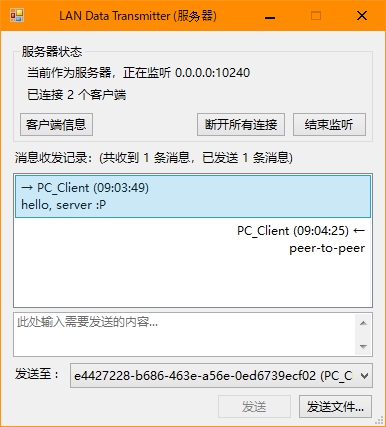 LAN Data Transmitter (服务器)
服务器状态
当前作为服务器，正在监听 0.0.0.0:10240
已连接 2 个客户端
客户端信息
断开所有连接
结束监听
消息收发记录：(共收到 1 条消息，已发送 1 条消息)
→ PC_Client (09:03:49)
hello, server :P
PC_Client (09:04:25) ←
peer-to-peer
此处输入需要发送的内容...
发送至：
e4427228-b686-463e-a56e-0ed6739ecf02 (PC_C
发送
发送文件...